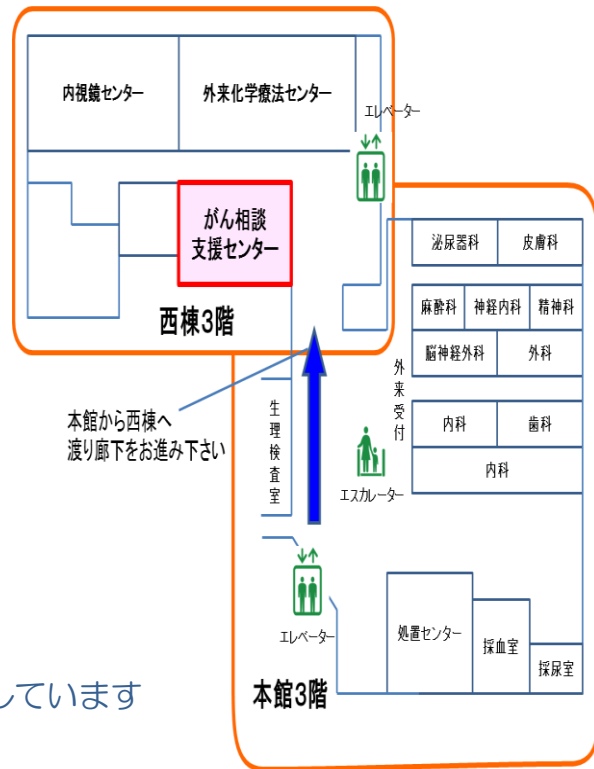 内視鏡センター
外来化学療法センター
エレベーター
がん相談
支援センター
西棟3階
泌尿器科
皮膚科
麻酔科
神経内科
精神科
脳神経外科
外科
外来受付
内科
歯科
内科
本館から西棟へ
渡り廊下をお進み下さい
生理検査室
エスカレーター
エレベーター
処置センター
採血室
採尿室
本館3階
しています